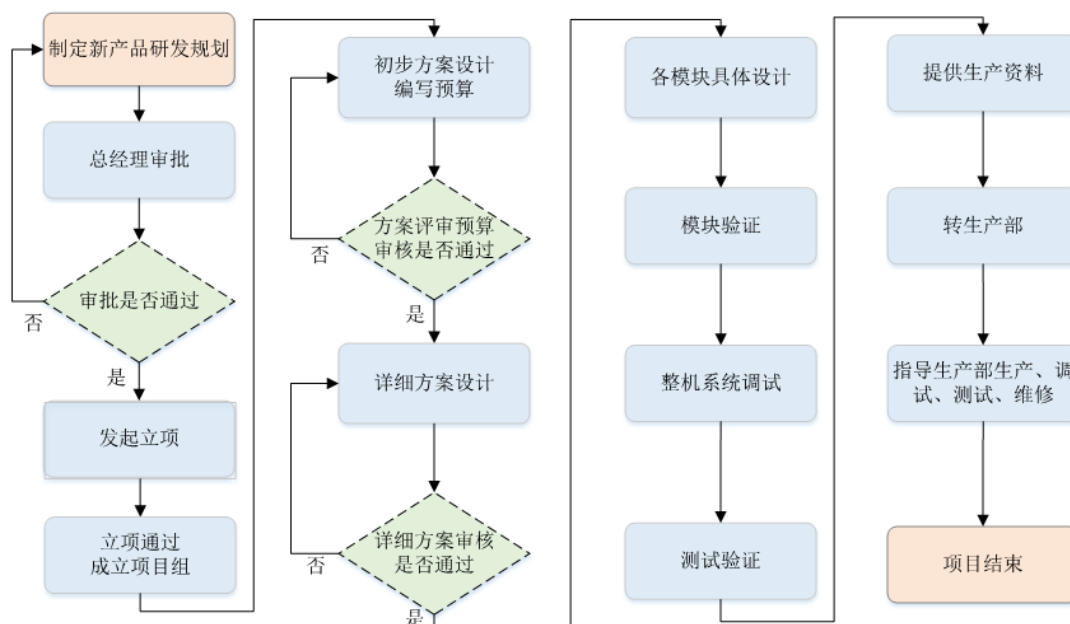 制定新产品研发规划
总经理审批
审批是否通过
否
是
发起立项
立项通过
成立项目组
初步方案设计
编写预算
方案评审预算
审核是否通过
否
是
详细方案设计
详细方案审核
是否通过
否
是
各模块具体设计
模块验证
整机系统调试
测试验证
提供生产资料
转生产部
指导生产部生产、调
试、测试、维修
项目结束